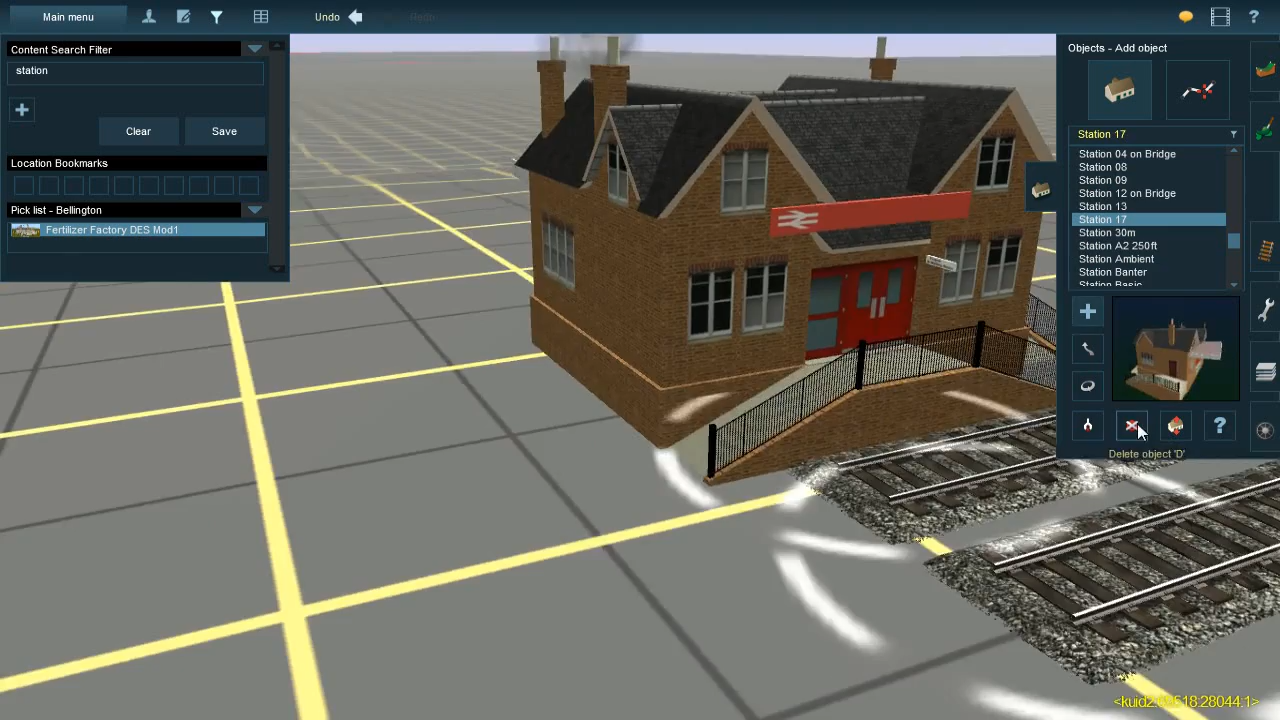 Main menu
Undo
Redo
Content Search Filter
station
Clear
Save
Location Bookmarks
Pick list - Bellington
Fertilizer Factory DES Mod1
Objects - Add object
Station 17
Station 04 on Bridge
Station 08
Station 09
Station 12 on Bridge
Station 13
Station 17
Station 30m
Station A2 250ft
Station Ambient
Station Banter
Station Basic
Delete object 'D'